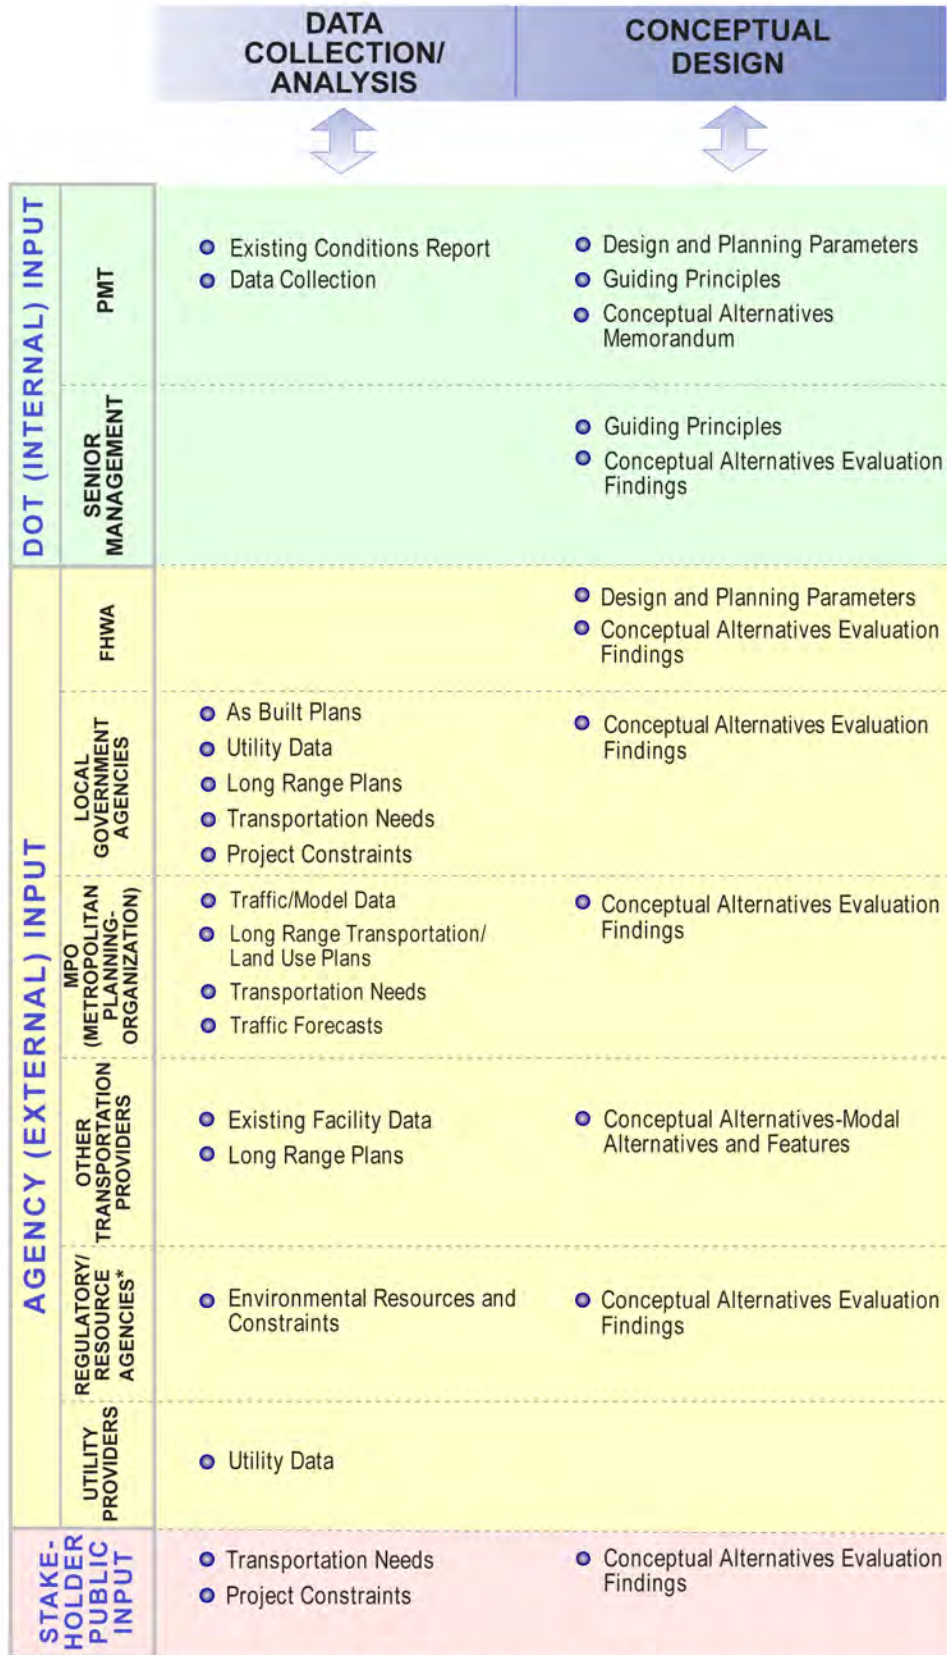 DATA
COLLECTION/
ANALYSIS
CONCEPTUAL
DESIGN
DOT (INTERNAL) INPUT
PMT
Existing Conditions Report
Data Collection
Design and Planning Parameters
Guiding Principles
Conceptual Alternatives
Memorandum
SENIOR
MANAGEMENT
Guiding Principles
Conceptual Alternatives Evaluation
Findings
AGENCY (EXTERNAL) INPUT
FHWA
Design and Planning Parameters
Conceptual Alternatives Evaluation
Findings
LOCAL
GOVERNMENT
AGENCIES
As Built Plans
Utility Data
Long Range Plans
Transportation Needs
Project Constraints
Conceptual Alternatives Evaluation
Findings
MPO
(METROPOLITAN
PLANNING-
ORGANIZATION)
Traffic/Model Data
Long Range Transportation/
Land Use Plans
Transportation Needs
Traffic Forecasts
Conceptual Alternatives Evaluation
Findings
OTHER
TRANSPORTATION
PROVIDERS
Existing Facility Data
Long Range Plans
Conceptual Alternatives-Modal
Alternatives and Features
REGULATORY/
RESOURCE
AGENCIES*
Environmental Resources and
Constraints
Conceptual Alternatives Evaluation
Findings
UTILITY
PROVIDERS
Utility Data
STAKE-
HOLDER
PUBLIC
INPUT
Transportation Needs
Project Constraints
Conceptual Alternatives Evaluation
Findings